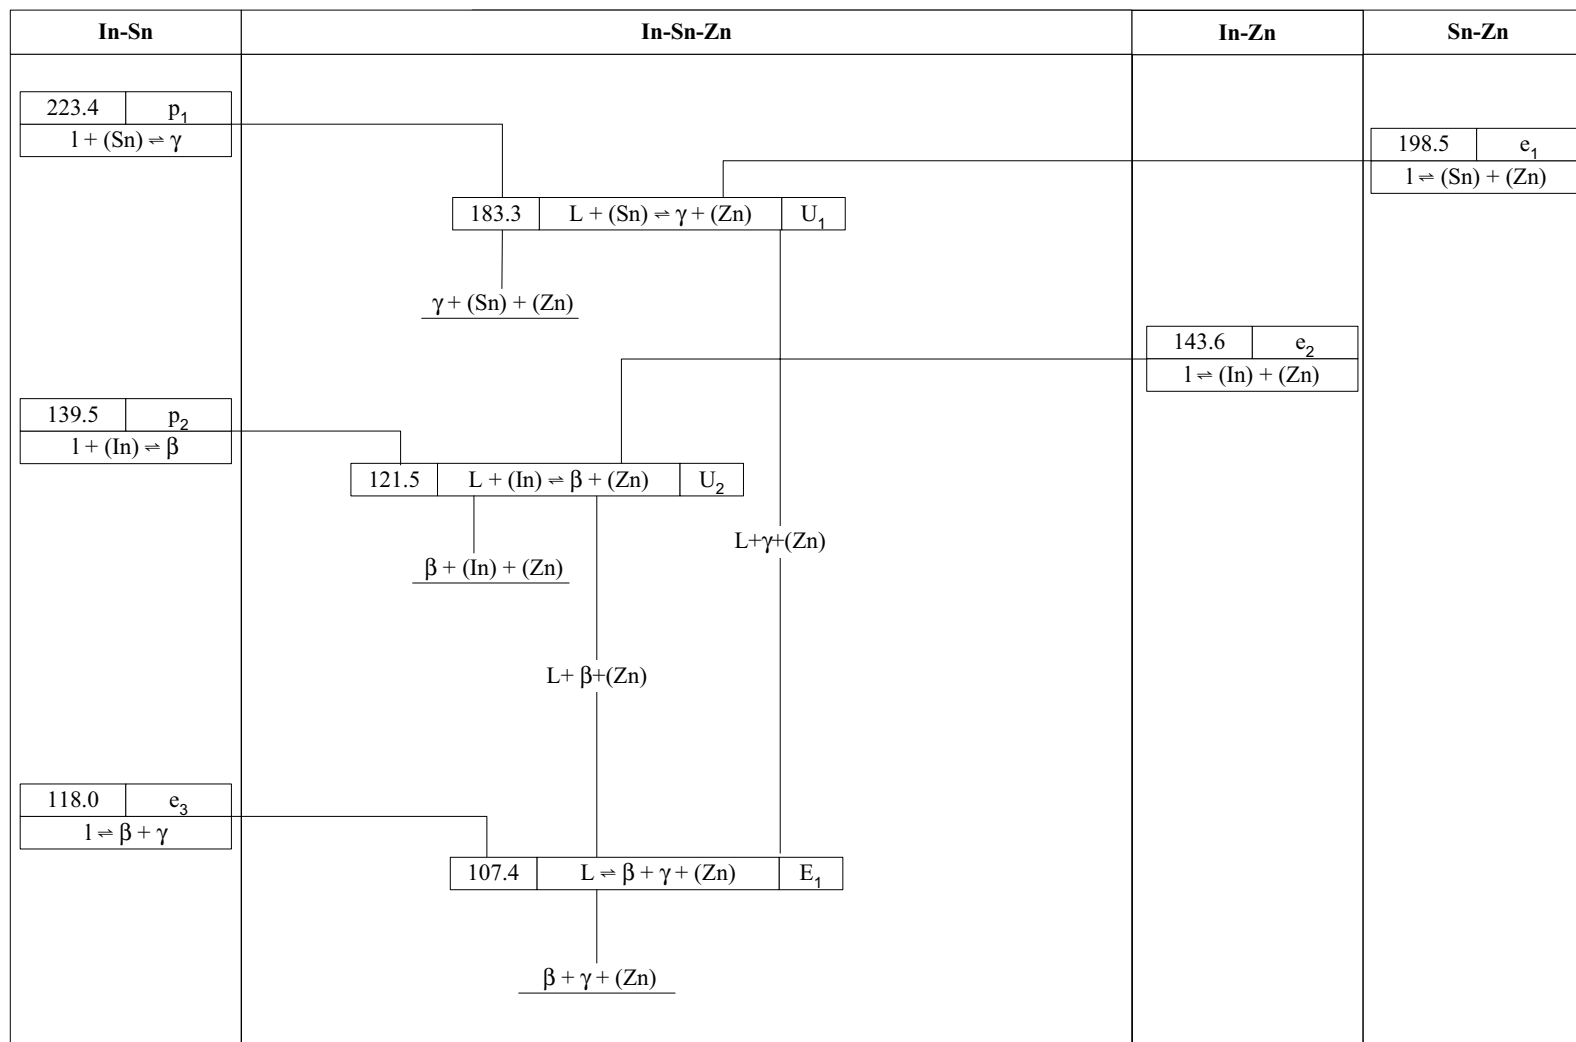 In-Sn In-Sn-Zn In-Zn Sn-Zn
223.4 p₁
l + (Sn) ⇌ γ
198.5 e₁
l ⇌ (Sn) + (Zn)
183.3 L + (Sn) ⇌ γ + (Zn) U₁
γ + (Sn) + (Zn)
143.6 e₂
l ⇌ (In) + (Zn)
139.5 p₂
l + (In) ⇌ β
121.5 L + (In) ⇌ β + (Zn) U₂
L+γ+(Zn)
β + (In) + (Zn)
L+ β+(Zn)
118.0 e₃
l ⇌ β + γ
107.4 L ⇌ β + γ + (Zn) E₁
β + γ + (Zn)